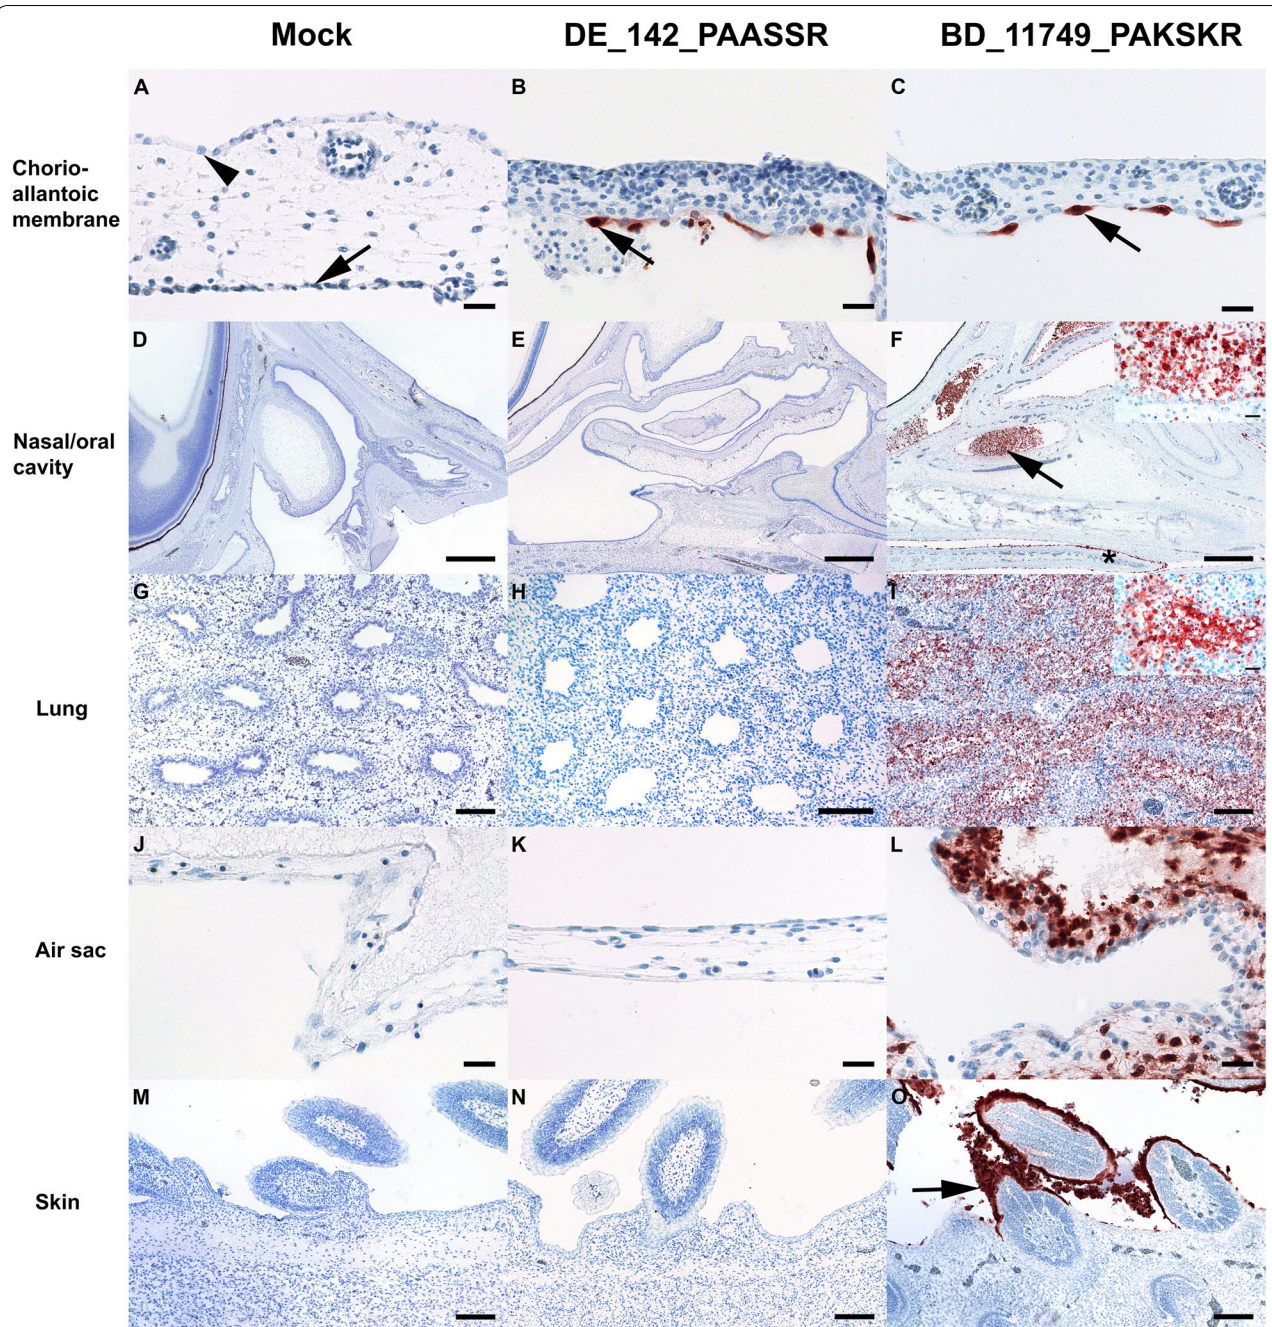 Mock DE_142_PAASSR BD_11749_PAKSKR
Chorio-
allantoic
membrane
A B C
Nasal/oral
cavity
D E F
*
Lung
G H I
Air sac
J K L
Skin
M N O